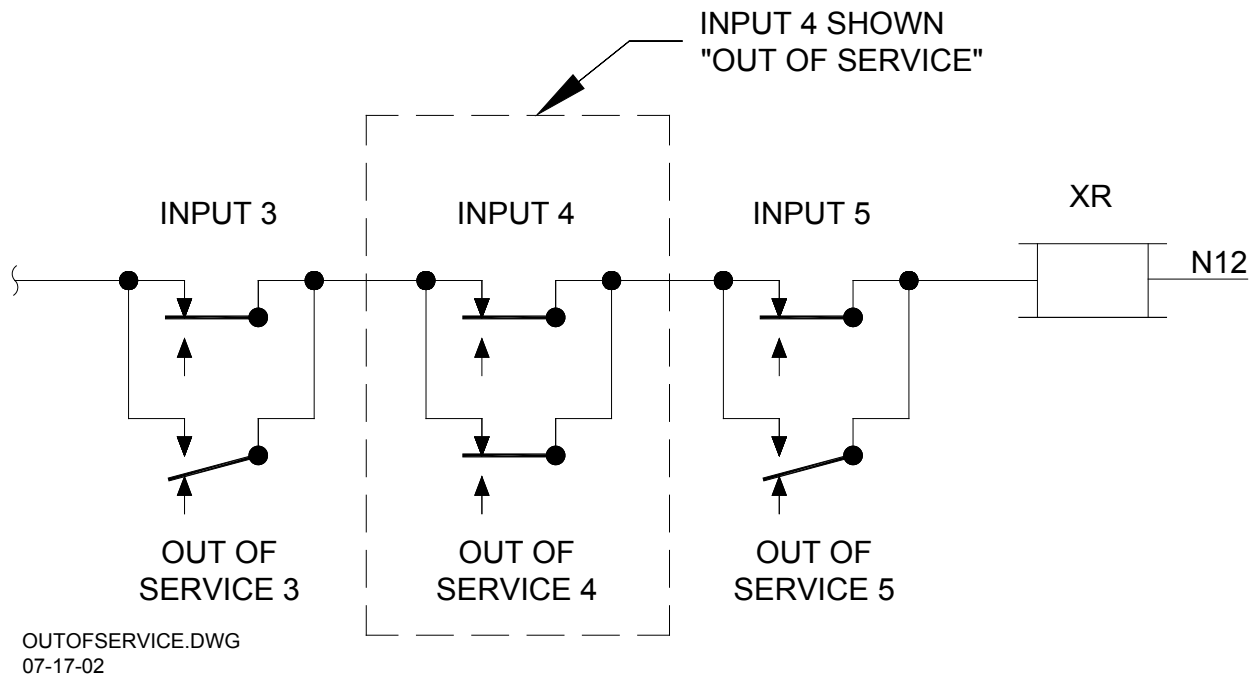 INPUT 4 SHOWN
"OUT OF SERVICE"
INPUT 3
INPUT 4
INPUT 5
XR
N12
OUT OF
SERVICE 3
OUT OF
SERVICE 4
OUT OF
SERVICE 5
OUTOFSERVICE.DWG
07-17-02